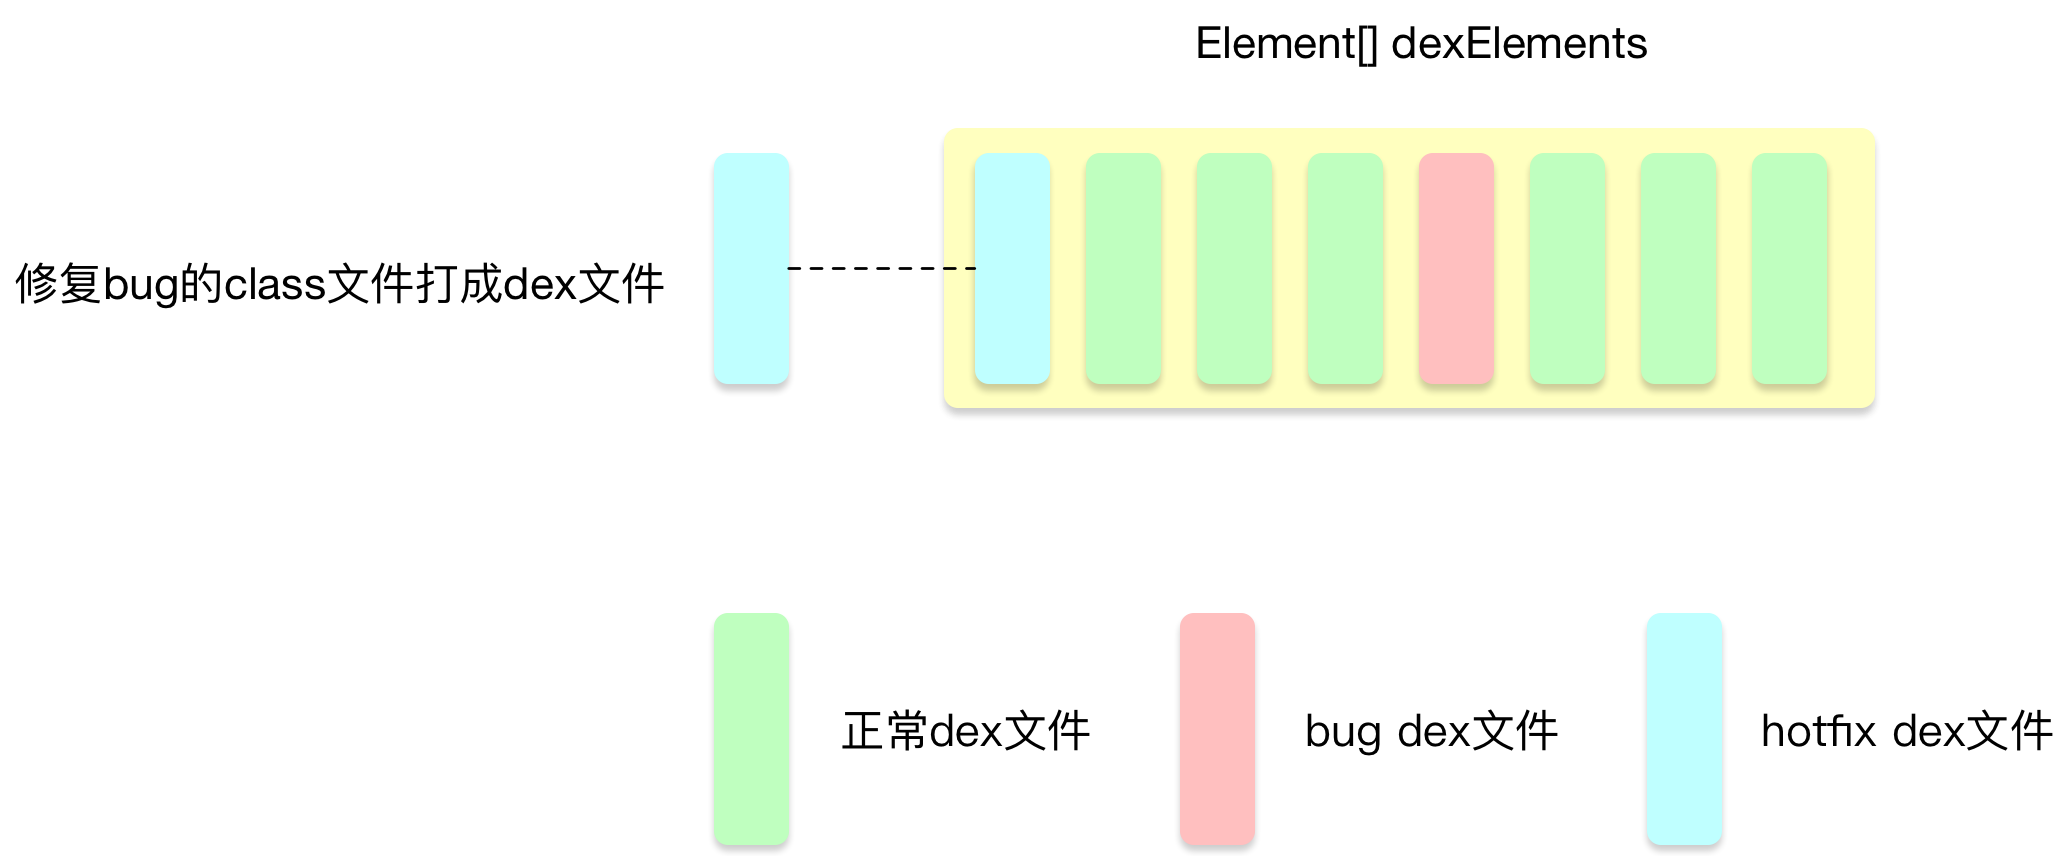 Element[] dexElements
修复bug的class文件打成dex文件
正常dex文件
bug dex文件
hotfix dex文件